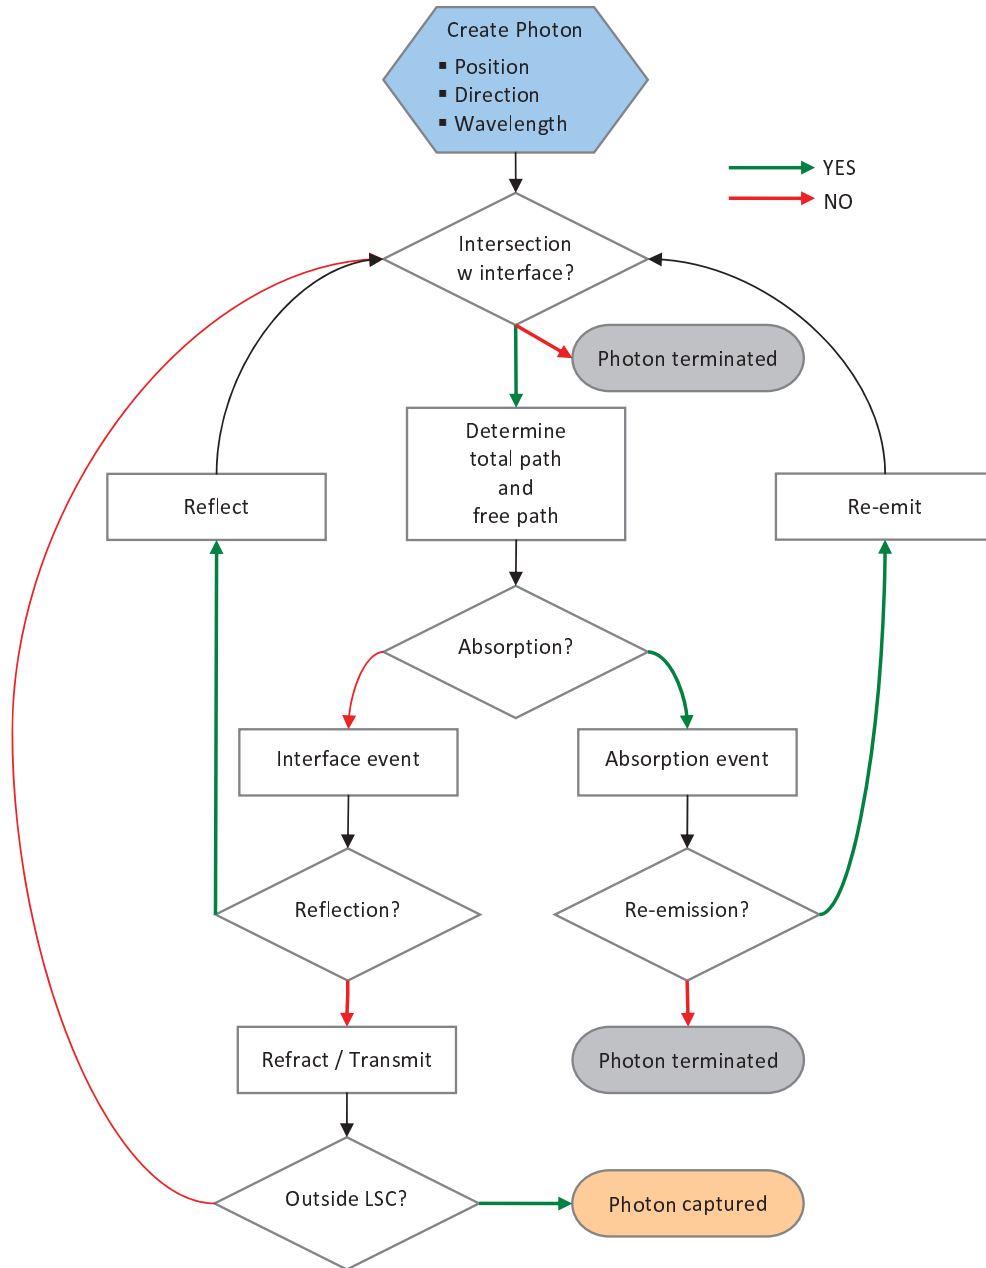 Create Photon
▪ Position
▪ Direction
▪ Wavelength
YES
NO
Intersection
w interface?
Photon terminated
Determine
total path
and
free path
Reflect
Re-emit
Absorption?
Interface event
Absorption event
Reflection?
Re-emission?
Refract / Transmit
Photon terminated
Outside LSC?
Photon captured